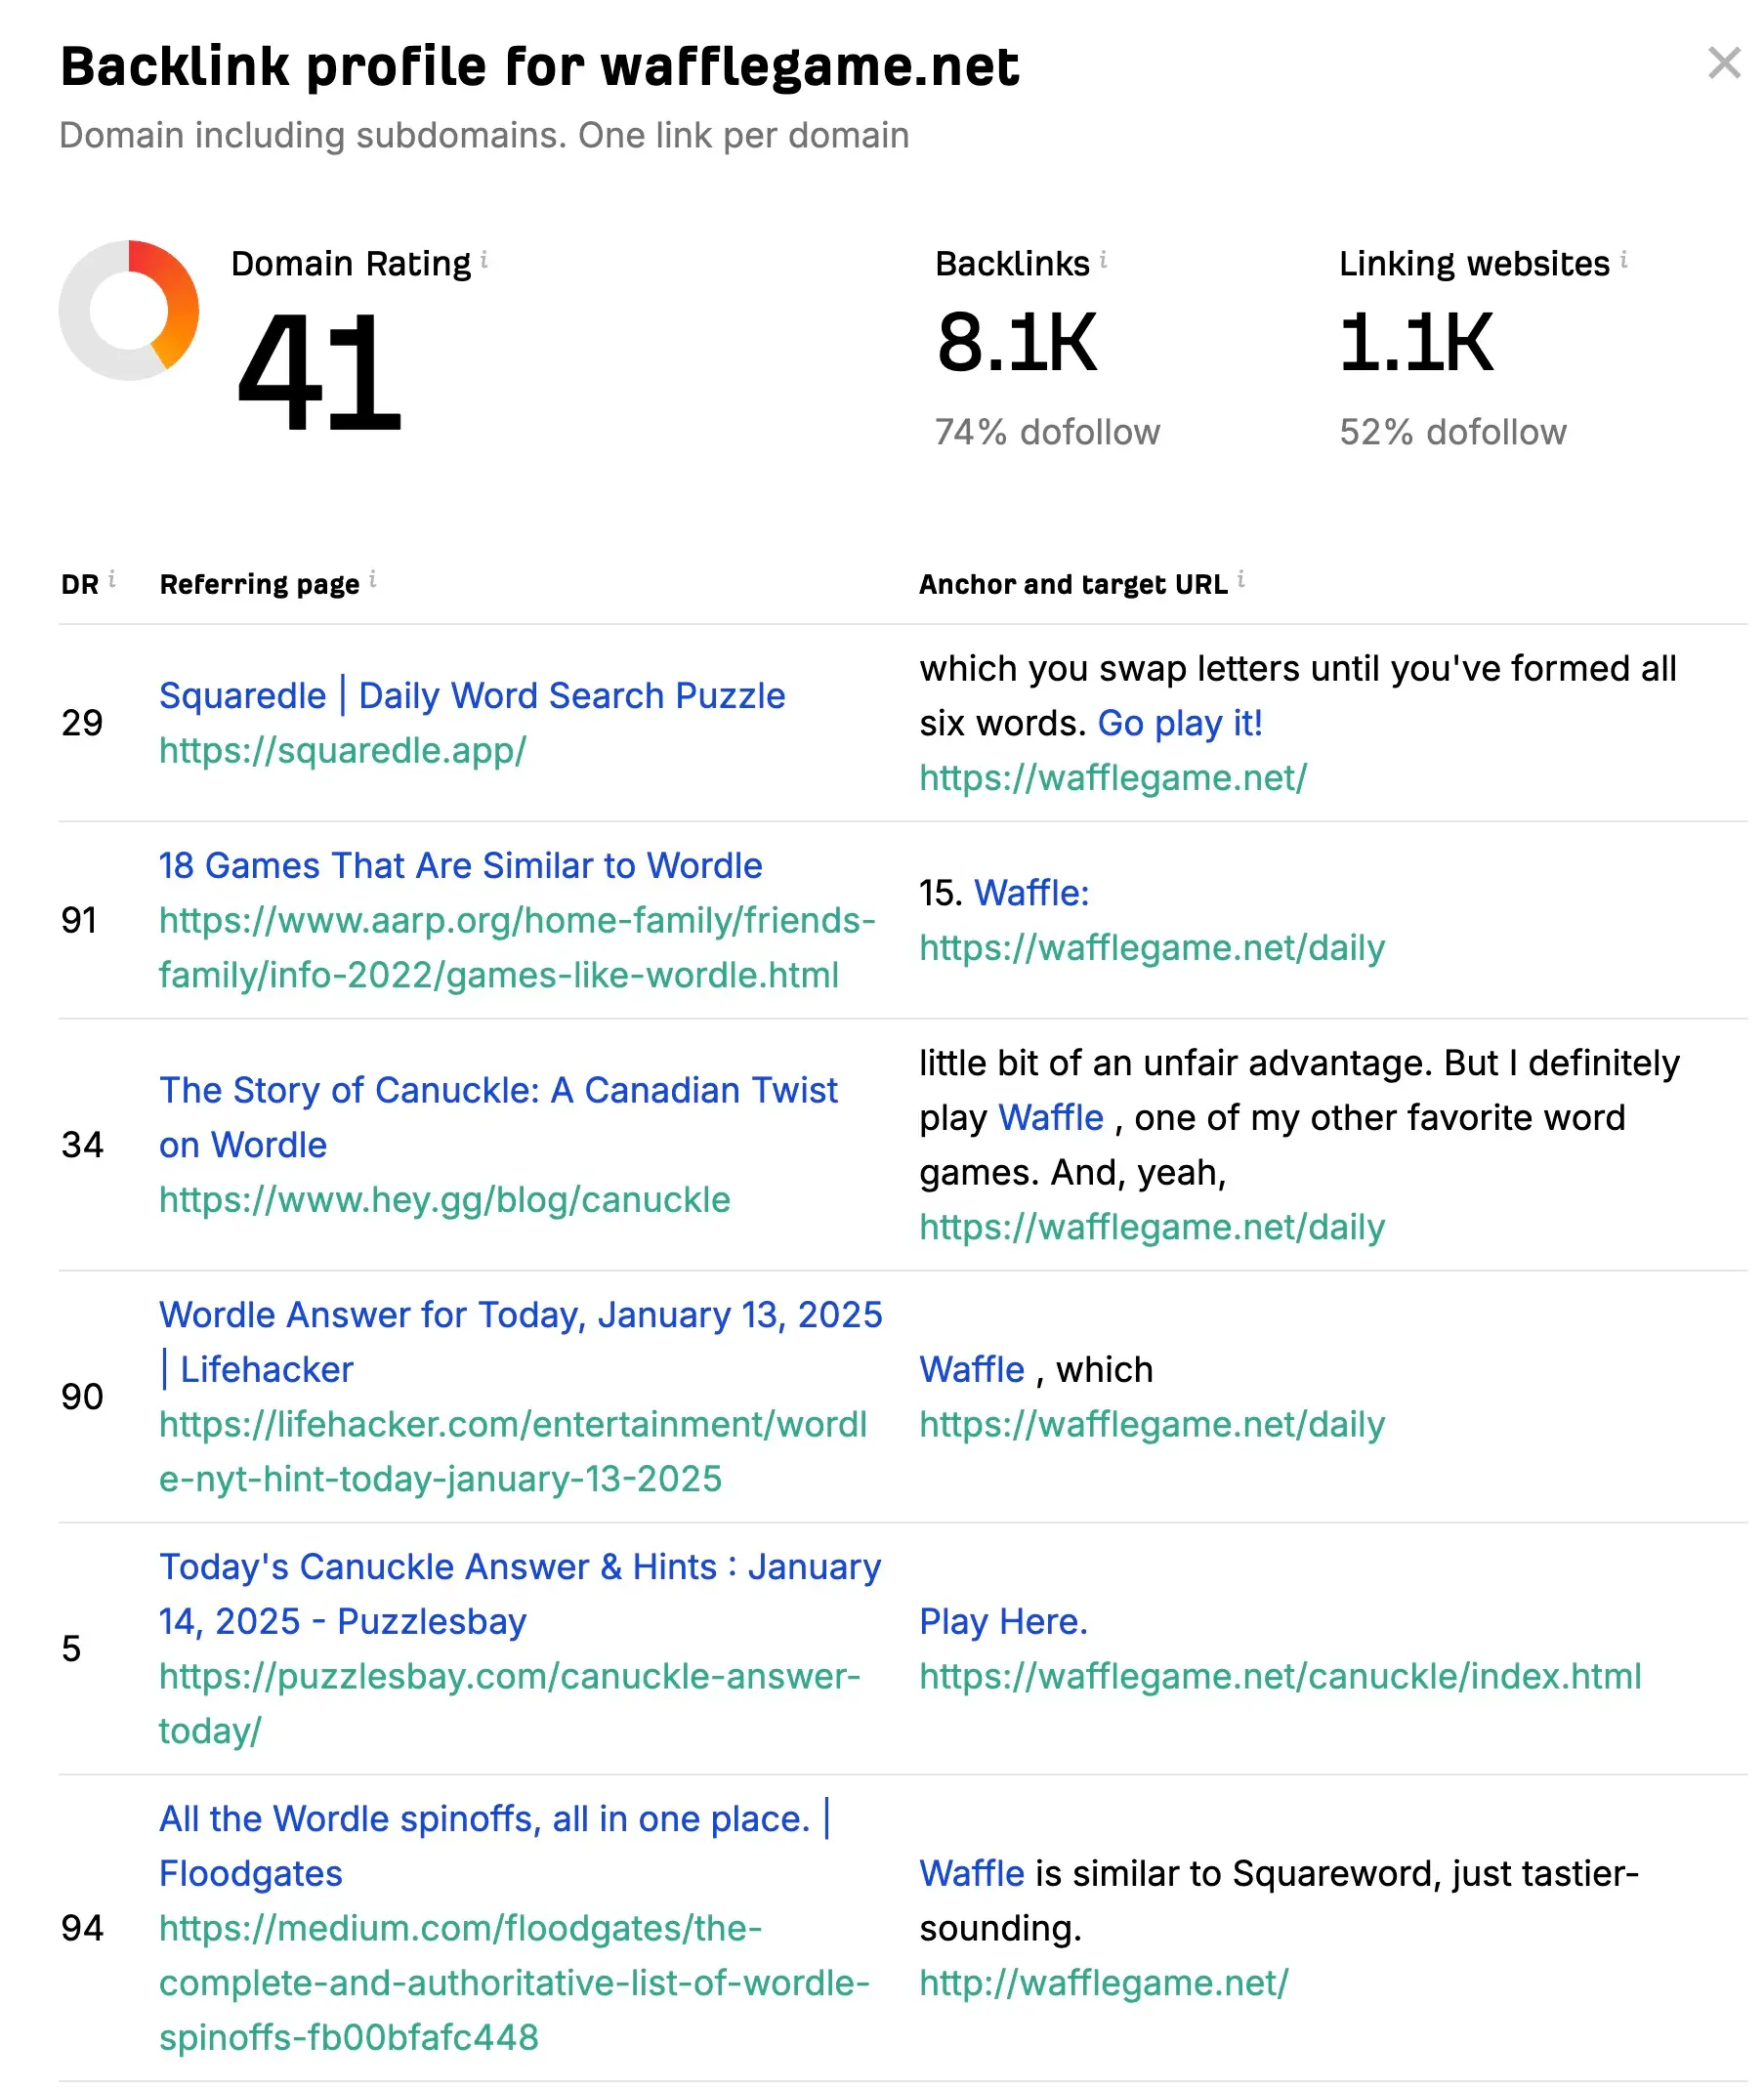 Backlink profile for wafflegame.net
Domain including subdomains. One link per domain
Domain Rating i
41
Backlinks i
8.1K
74% dofollow
Linking websites i
1.1K
52% dofollow
DR i Referring page i Anchor and target URL i
29
Squaredle | Daily Word Search Puzzle
https://squaredle.app/
which you swap letters until you've formed all
six words. Go play it!
https://wafflegame.net/
91
18 Games That Are Similar to Wordle
https://www.aarp.org/home-family/friends-
family/info-2022/games-like-wordle.html
15. Waffle:
https://wafflegame.net/daily
34
The Story of Canuckle: A Canadian Twist
on Wordle
https://www.hey.gg/blog/canuckle
little bit of an unfair advantage. But I definitely
play Waffle , one of my other favorite word
games. And, yeah,
https://wafflegame.net/daily
90
Wordle Answer for Today, January 13, 2025
| Lifehacker
https://lifehacker.com/entertainment/wordl
e-nyt-hint-today-january-13-2025
Waffle , which
https://wafflegame.net/daily
5
Today's Canuckle Answer & Hints : January
14, 2025 - Puzzlesbay
https://puzzlesbay.com/canuckle-answer-
today/
Play Here.
https://wafflegame.net/canuckle/index.html
94
All the Wordle spinoffs, all in one place. |
Floodgates
https://medium.com/floodgates/the-
complete-and-authoritative-list-of-wordle-
spinoffs-fb00bfafc448
Waffle is similar to Squareword, just tastier-
sounding.
http://wafflegame.net/